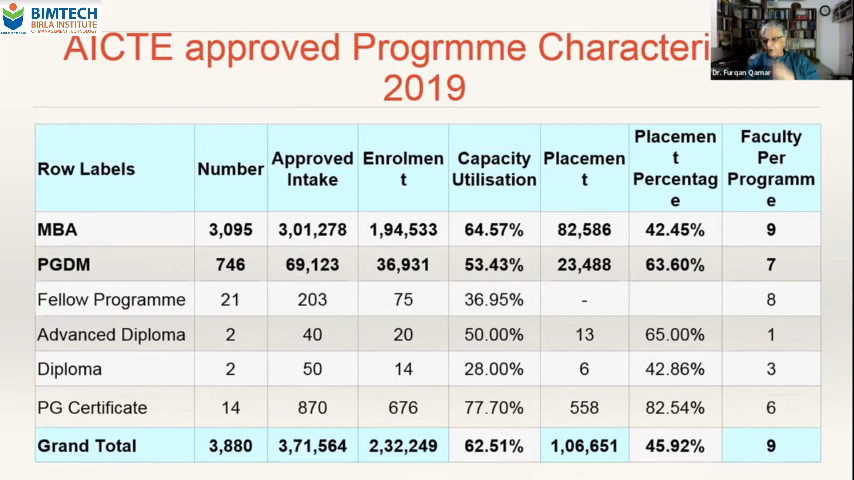 BIMTECH
BIRLA INSTITUTE
OF MANAGEMENT TECHNOLOGY
AICTE approved Progrmme Characteri
2019
Dr. Furqan Qamar
Row Labels Number Approved Intake Enrolmen t Capacity Utilisation Placemen t Placemen t Percentag e Faculty Per Programm e
MBA 3,095 3,01,278 1,94,533 64.57% 82,586 42.45% 9
PGDM 746 69,123 36,931 53.43% 23,488 63.60% 7
Fellow Programme 21 203 75 36.95% - 8
Advanced Diploma 2 40 20 50.00% 13 65.00% 1
Diploma 2 50 14 28.00% 6 42.86% 3
PG Certificate 14 870 676 77.70% 558 82.54% 6
Grand Total 3,880 3,71,564 2,32,249 62.51% 1,06,651 45.92% 9